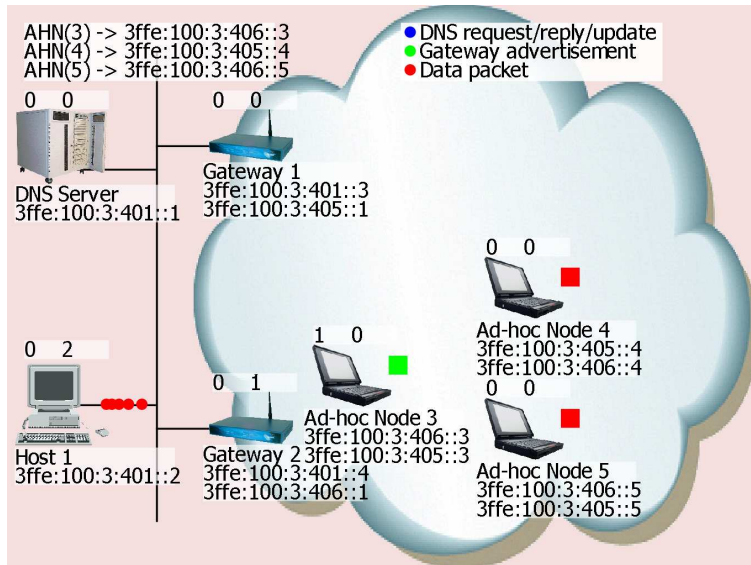 AHN(3) -> 3ffe:100:3:406::3
AHN(4) -> 3ffe:100:3:405::4
AHN(5) -> 3ffe:100:3:406::5
DNS request/reply/update
Gateway advertisement
Data packet
0 0
DNS Server
3ffe:100:3:401::1
0 0
Gateway 1
3ffe:100:3:401::3
3ffe:100:3:405::1
0 0
Ad-hoc Node 4
3ffe:100:3:405::4
3ffe:100:3:406::4
0 2
Host 1
3ffe:100:3:401::2
0 1
Gateway 2
3ffe:100:3:401::4
3ffe:100:3:406::1
1 0
Ad-hoc Node 3
3ffe:100:3:406::3
3ffe:100:3:405::3
0 0
Ad-hoc Node 5
3ffe:100:3:406::5
3ffe:100:3:405::5